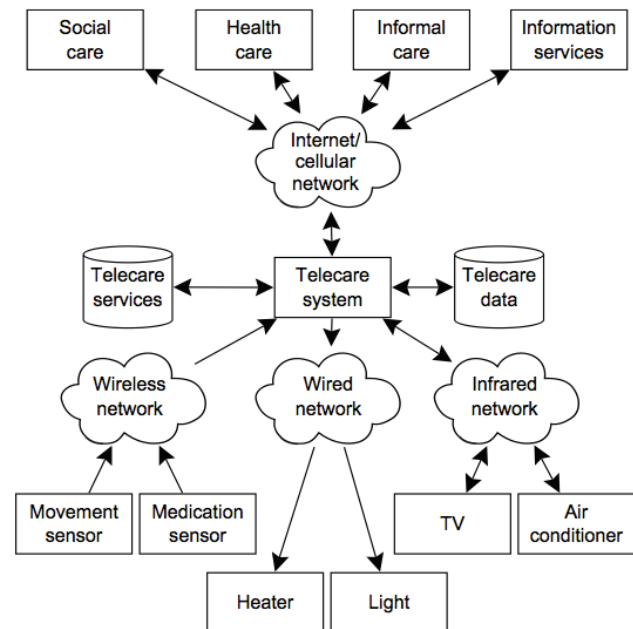 Social
care
Health
care
Informal
care
Information
services
Internet/
cellular
network
Telecare
services
Telecare
system
Telecare
data
Wireless
network
Wired
network
Infrared
network
Movement
sensor
Medication
sensor
TV
Air
conditioner
Heater
Light